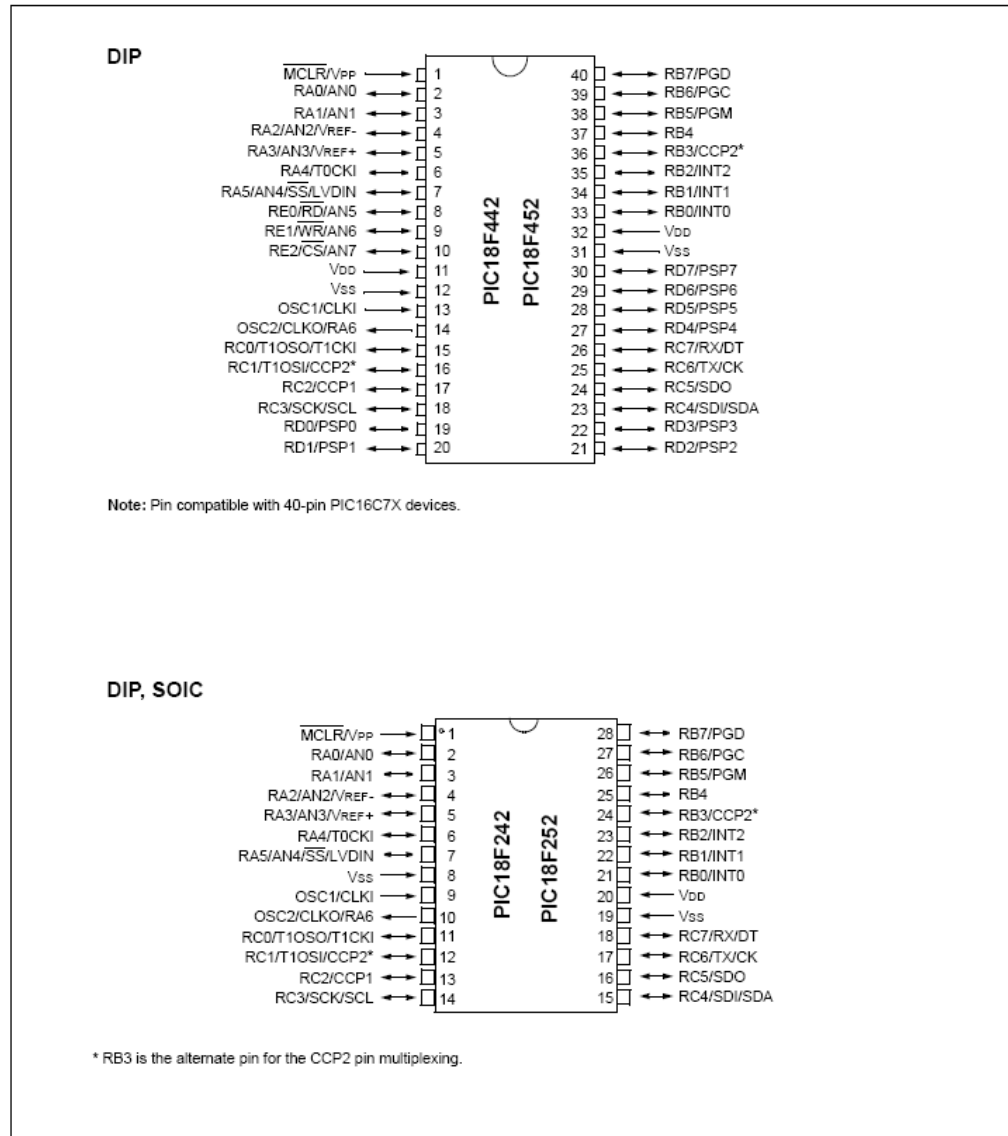 DIP
MCLR/VPP 1 40 RB7/PGD
RA0/AN0 2 39 RB6/PGC
RA1/AN1 3 38 RB5/PGM
RA2/AN2/VREF- 4 37 RB4
RA3/AN3/VREF+ 5 36 RB3/CCP2*
RA4/T0CKI 6 35 RB2/INT2
RA5/AN4/SS/LVDIN 7 34 RB1/INT1
RE0/RD/AN5 8 33 RB0/INT0
RE1/WR/AN6 9 32 VDD
RE2/CS/AN7 10 31 VSS
VDD 11 30 RD7/PSP7
VSS 12 29 RD6/PSP6
OSC1/CLKI 13 28 RD5/PSP5
OSC2/CLKO/RA6 14 27 RD4/PSP4
RC0/T1OSO/T1CKI 15 26 RC7/RX/DT
RC1/T1OSI/CCP2* 16 25 RC6/TX/CK
RC2/CCP1 17 24 RC5/SDO
RC3/SCK/SCL 18 23 RC4/SDI/SDA
RD0/PSP0 19 22 RD3/PSP3
RD1/PSP1 20 21 RD2/PSP2
PIC18F442
PIC18F452
Note: Pin compatible with 40-pin PIC16C7X devices.
DIP, SOIC
MCLR/VPP 1 28 RB7/PGD
RA0/AN0 2 27 RB6/PGC
RA1/AN1 3 26 RB5/PGM
RA2/AN2/VREF- 4 25 RB4
RA3/AN3/VREF+ 5 24 RB3/CCP2*
RA4/T0CKI 6 23 RB2/INT2
RA5/AN4/SS/LVDIN 7 22 RB1/INT1
VSS 8 21 RB0/INT0
OSC1/CLKI 9 20 VDD
OSC2/CLKO/RA6 10 19 VSS
RC0/T1OSO/T1CKI 11 18 RC7/RX/DT
RC1/T1OSI/CCP2* 12 17 RC6/TX/CK
RC2/CCP1 13 16 RC5/SDO
RC3/SCK/SCL 14 15 RC4/SDI/SDA
PIC18F242
PIC18F252
* RB3 is the alternate pin for the CCP2 pin multiplexing.